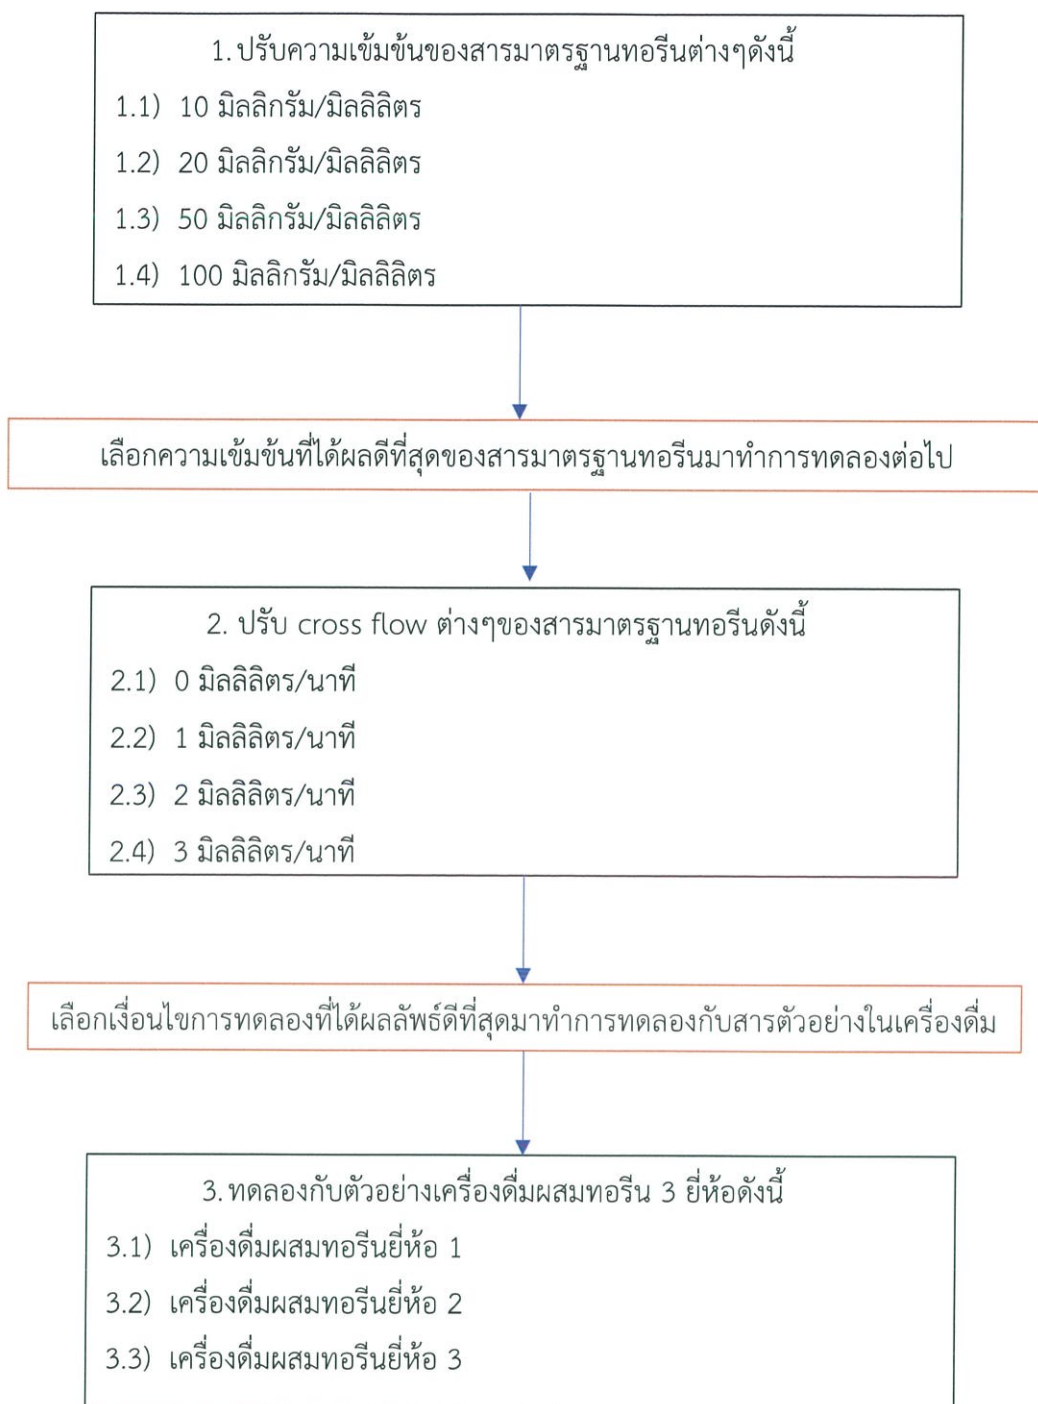 1. ปรับความเข้มข้นของสารมาตรฐานทอรีนต่างๆดังนี้
1.1) 10 มิลลิกรัม/มิลลิลิตร
1.2) 20 มิลลิกรัม/มิลลิลิตร
1.3) 50 มิลลิกรัม/มิลลิลิตร
1.4) 100 มิลลิกรัม/มิลลิลิตร
เลือกความเข้มข้นที่ได้ผลดีที่สุดของสารมาตรฐานทอรีนมาทำการทดลองต่อไป
2. ปรับ cross flow ต่างๆของสารมาตรฐานทอรีนดังนี้
2.1) 0 มิลลิลิตร/นาที
2.2) 1 มิลลิลิตร/นาที
2.3) 2 มิลลิลิตร/นาที
2.4) 3 มิลลิลิตร/นาที
เลือกเงื่อนไขการทดลองที่ได้ผลลัพธ์ดีที่สุดมาทำการทดลองกับสารตัวอย่างในเครื่องดื่ม
3. ทดลองกับตัวอย่างเครื่องดื่มผสมทอรีน 3 ยี่ห้อดังนี้
3.1) เครื่องดื่มผสมทอรีนยี่ห้อ 1
3.2) เครื่องดื่มผสมทอรีนยี่ห้อ 2
3.3) เครื่องดื่มผสมทอรีนยี่ห้อ 3